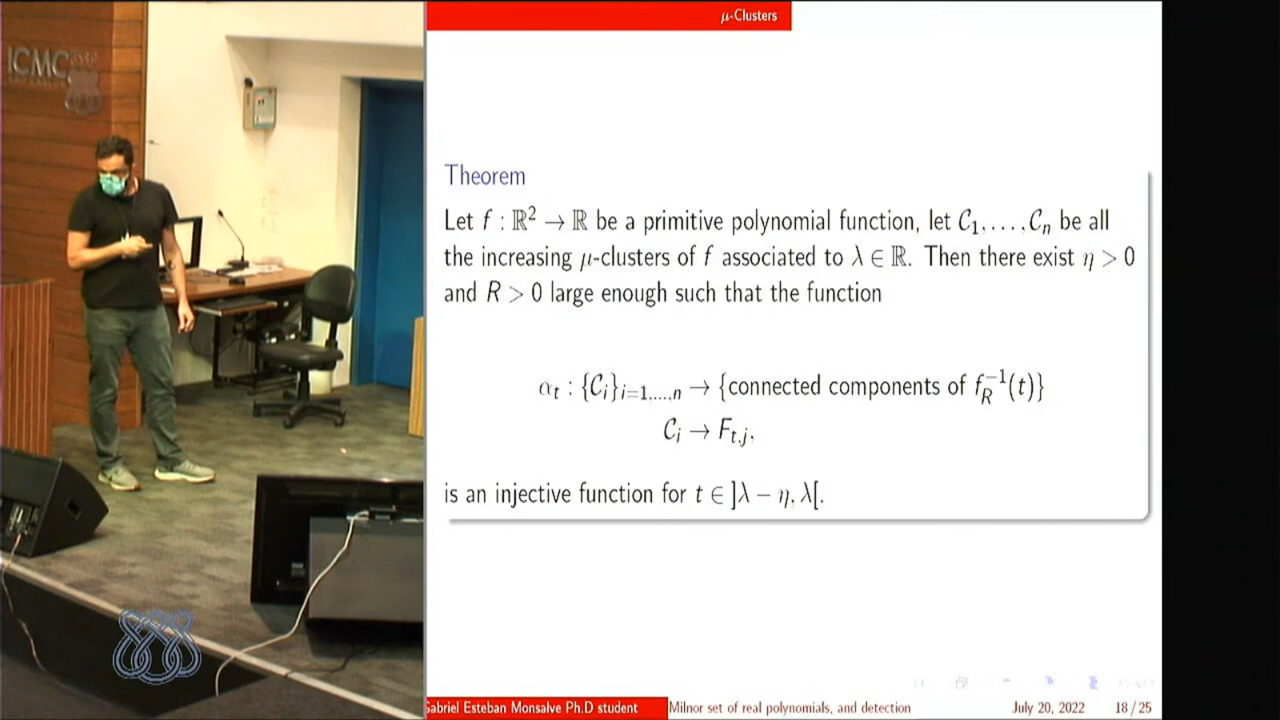 ICMC
μ-Clusters
Theorem
Let f : ℝ² → ℝ be a primitive polynomial function, let 𝒞₁, . . . , 𝒞ₙ be all
the increasing μ-clusters of f associated to λ ∈ ℝ. Then there exist η > 0
and R > 0 large enough such that the function
αₜ : {𝒞ᵢ}ᵢ₌₁,...,ₙ → {connected components of f_R⁻¹(t)}
𝒞ᵢ → F_{t,j},
is an injective function for t ∈ ]λ − η, λ[.
Gabriel Esteban Monsalve Ph.D student
Milnor set of real polynomials, and detection
July 20, 2022
18 / 25